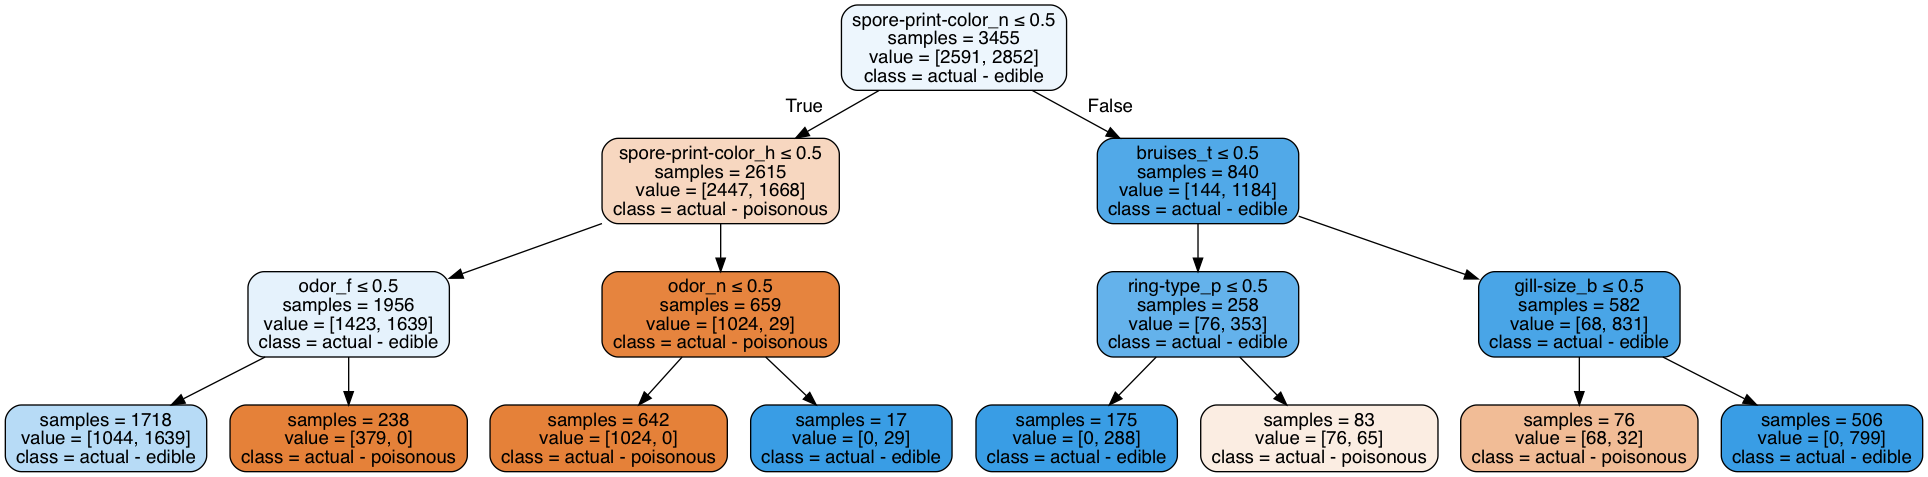 spore-print-color_n ≤ 0.5
samples = 3455
value = [2591, 2852]
class = actual - edible
True
False
spore-print-color_h ≤ 0.5
samples = 2615
value = [2447, 1668]
class = actual - poisonous
bruises_t ≤ 0.5
samples = 840
value = [144, 1184]
class = actual - edible
odor_f ≤ 0.5
samples = 1956
value = [1423, 1639]
class = actual - edible
odor_n ≤ 0.5
samples = 659
value = [1024, 29]
class = actual - poisonous
ring-type_p ≤ 0.5
samples = 258
value = [76, 353]
class = actual - edible
gill-size_b ≤ 0.5
samples = 582
value = [68, 831]
class = actual - edible
samples = 1718
value = [1044, 1639]
class = actual - edible
samples = 238
value = [379, 0]
class = actual - poisonous
samples = 642
value = [1024, 0]
class = actual - poisonous
samples = 17
value = [0, 29]
class = actual - edible
samples = 175
value = [0, 288]
class = actual - edible
samples = 83
value = [76, 65]
class = actual - poisonous
samples = 76
value = [68, 32]
class = actual - poisonous
samples = 506
value = [0, 799]
class = actual - edible